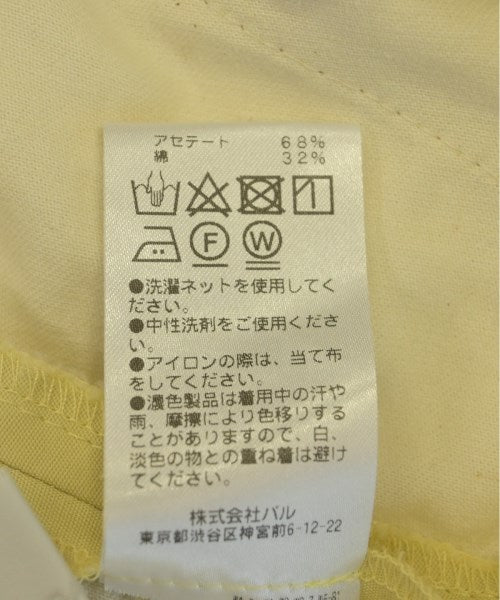 アセテート 68%
綿 32%
F W
●洗濯ネットを使用してく
ださい。
●中性洗剤をご使用くださ
い。
●アイロンの際は、当て布
をしてください。
●濃色製品は着用中の汗や
雨、摩擦により色移りする
ことがありますので、白、
淡色の物との重ね着は避け
てください。
株式会社パル
東京都渋谷区神宮前6-12-22